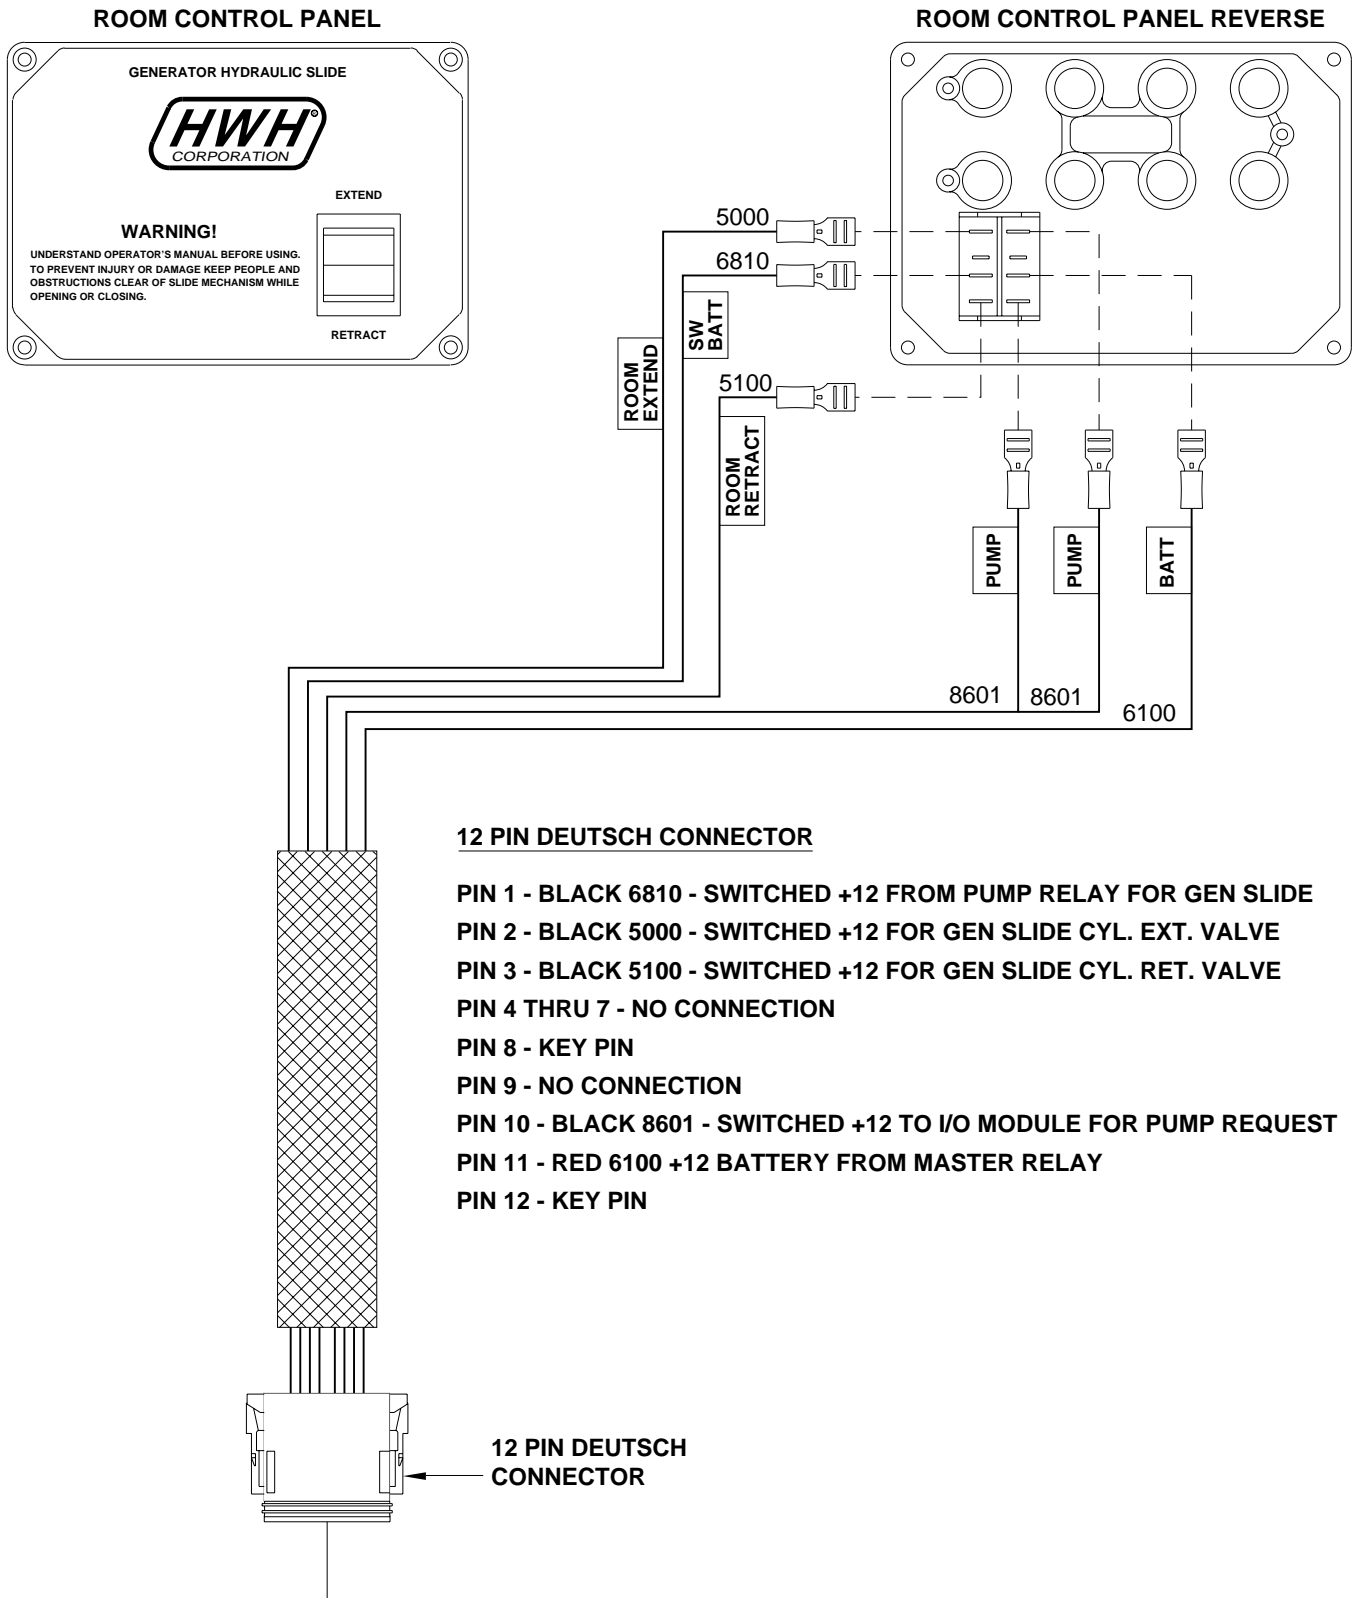 ROOM CONTROL PANEL
GENERATOR HYDRAULIC SLIDE
HWH®
CORPORATION
EXTEND
WARNING!
UNDERSTAND OPERATOR'S MANUAL BEFORE USING.
TO PREVENT INJURY OR DAMAGE KEEP PEOPLE AND
OBSTRUCTIONS CLEAR OF SLIDE MECHANISM WHILE
OPENING OR CLOSING.
RETRACT
ROOM CONTROL PANEL REVERSE
5000
6810
5100
ROOM
EXTEND
SW
BATT
ROOM
RETRACT
PUMP
PUMP
BATT
8601
8601
6100
12 PIN DEUTSCH CONNECTOR
PIN 1 - BLACK 6810 - SWITCHED +12 FROM PUMP RELAY FOR GEN SLIDE
PIN 2 - BLACK 5000 - SWITCHED +12 FOR GEN SLIDE CYL. EXT. VALVE
PIN 3 - BLACK 5100 - SWITCHED +12 FOR GEN SLIDE CYL. RET. VALVE
PIN 4 THRU 7 - NO CONNECTION
PIN 8 - KEY PIN
PIN 9 - NO CONNECTION
PIN 10 - BLACK 8601 - SWITCHED +12 TO I/O MODULE FOR PUMP REQUEST
PIN 11 - RED 6100 +12 BATTERY FROM MASTER RELAY
PIN 12 - KEY PIN
12 PIN DEUTSCH
CONNECTOR